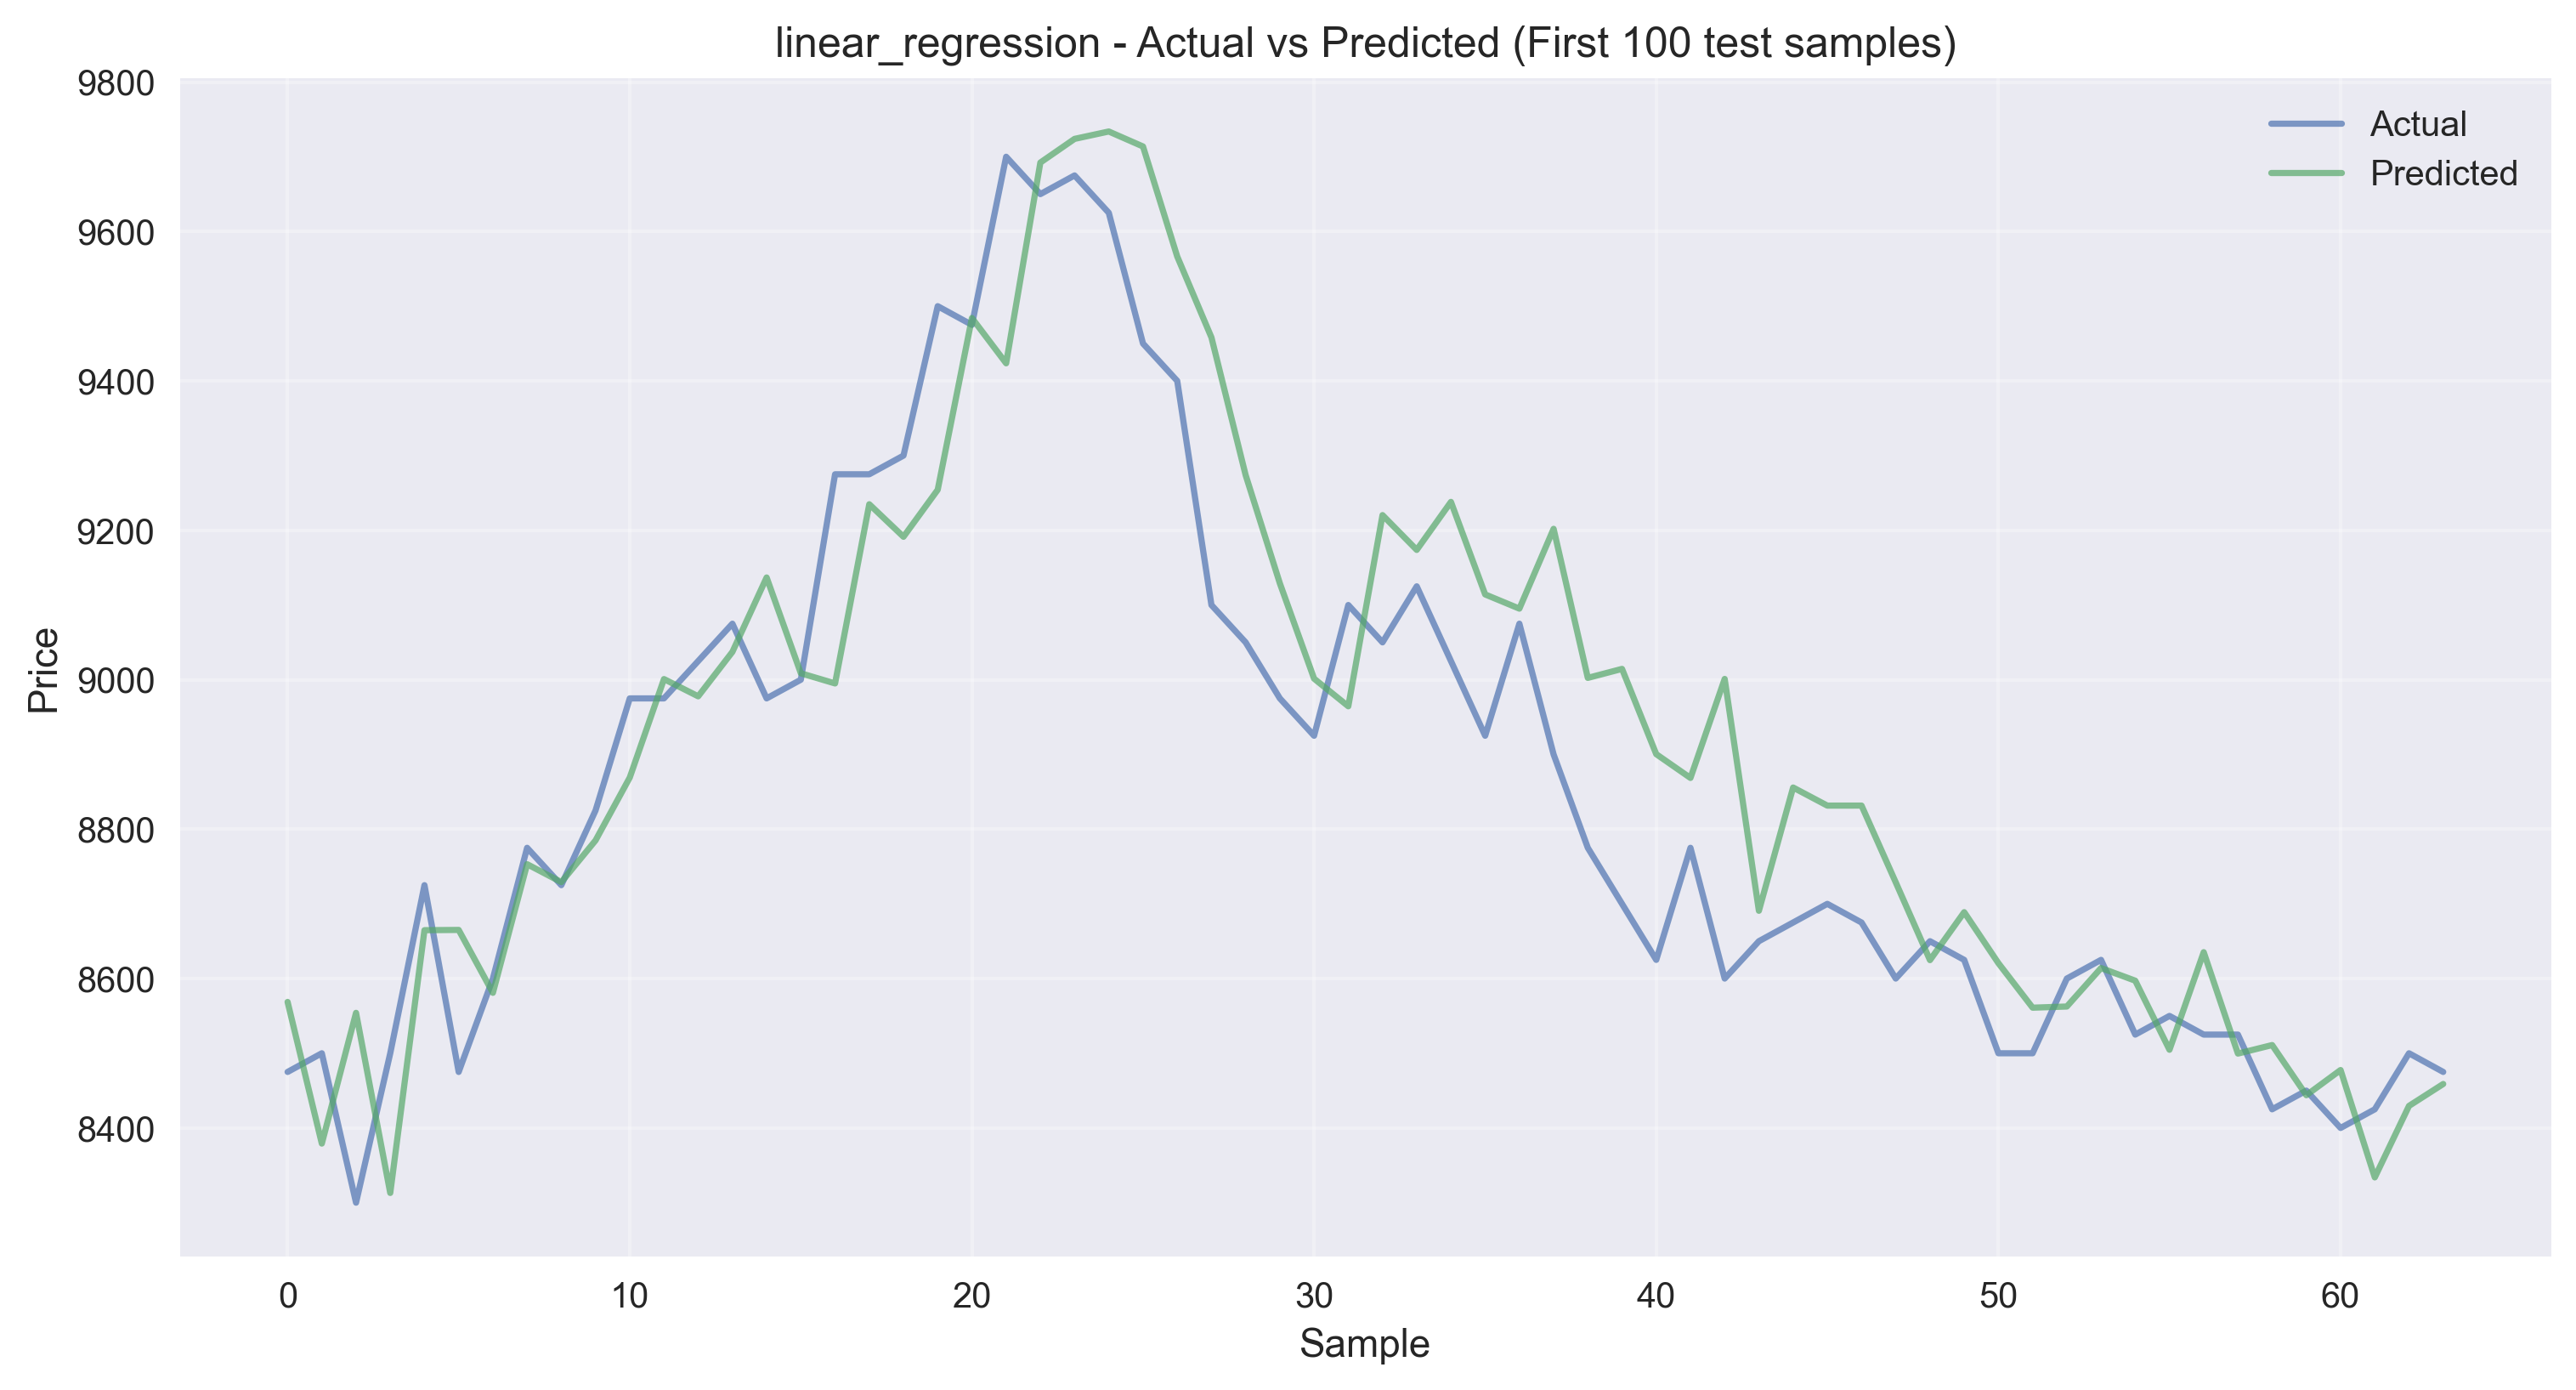 linear_regression - Actual vs Predicted (First 100 test samples)
Actual
Predicted
9800
9600
9400
9200
9000
8800
8600
8400
Price
0 10 20 30 40 50 60
Sample